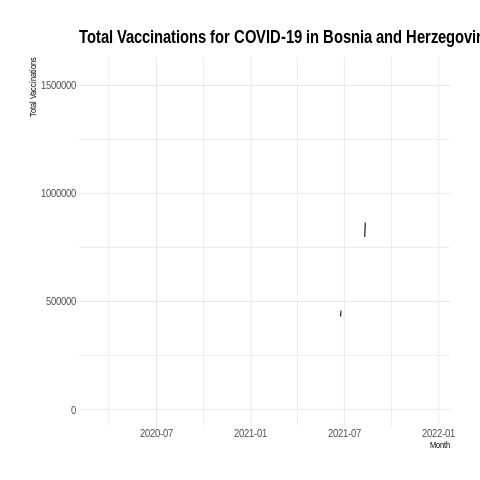 Total Vaccinations for COVID-19 in Bosnia and Herzegovin
Total Vaccinations
1500000
1000000
500000
0
2020-07 2021-01 2021-07 2022-01
Month